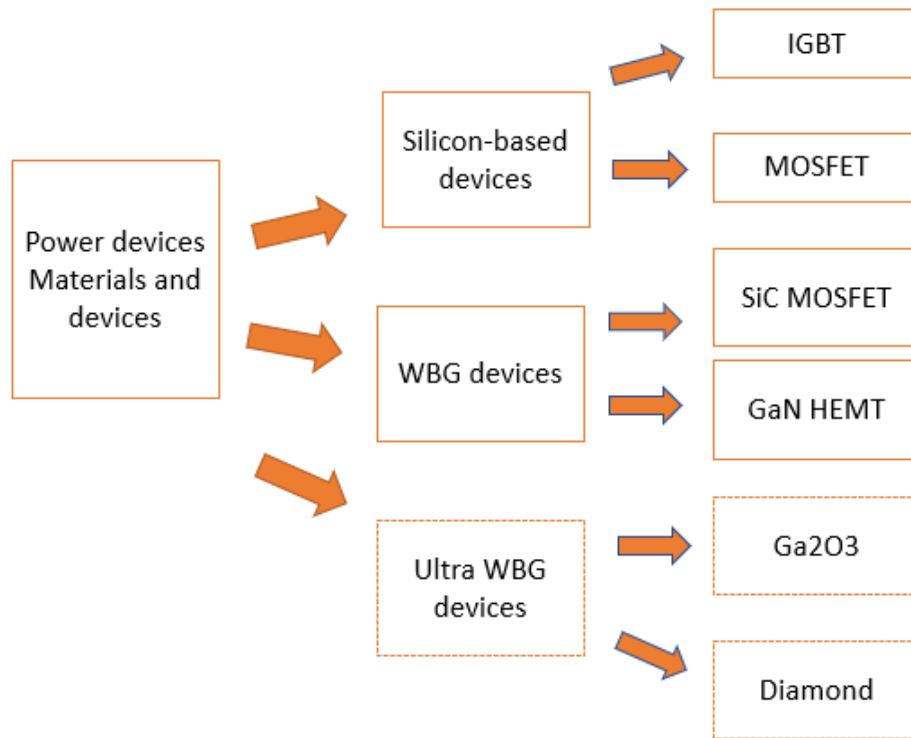 Power devices
Materials and
devices
Silicon-based
devices
WBG devices
Ultra WBG
devices
IGBT
MOSFET
SiC MOSFET
GaN HEMT
Ga2O3
Diamond